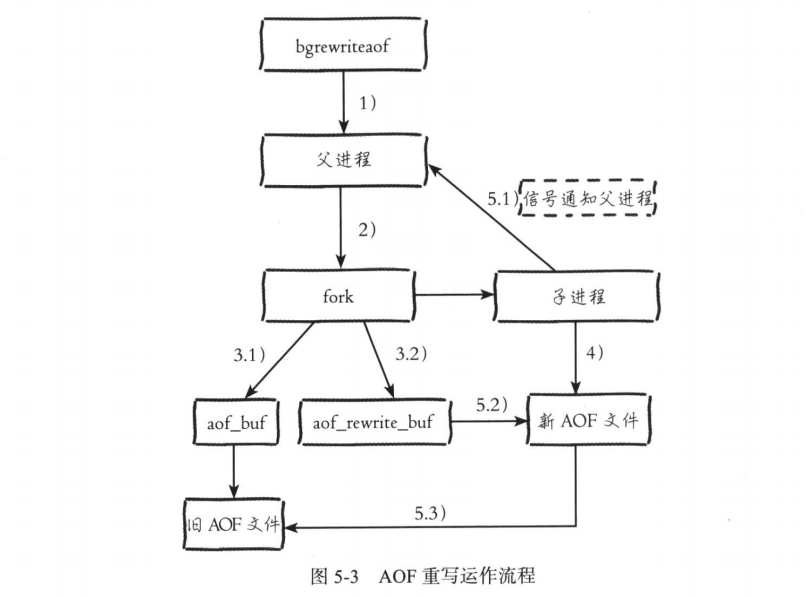 bgrewriteaof
1)
父进程
5.1)信号通知父进程
2)
fork
子进程
3.1)
3.2)
4)
aof_buf
aof_rewrite_buf
5.2)
新 AOF 文件
旧 AOF 文件
5.3)
图 5-3 AOF 重写运作流程